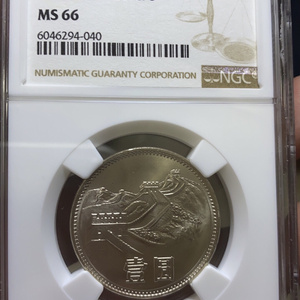 MS 66
6046294-040
NUMISMATIC GUARANTY CORPORATION
NGC
壹圆